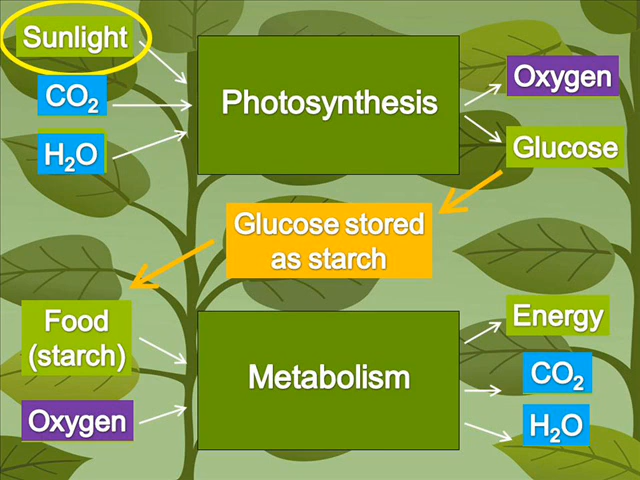 Sunlight
CO₂
H₂O
Photosynthesis
Oxygen
Glucose
Glucose stored
as starch
Food
(starch)
Oxygen
Metabolism
Energy
CO₂
H₂O